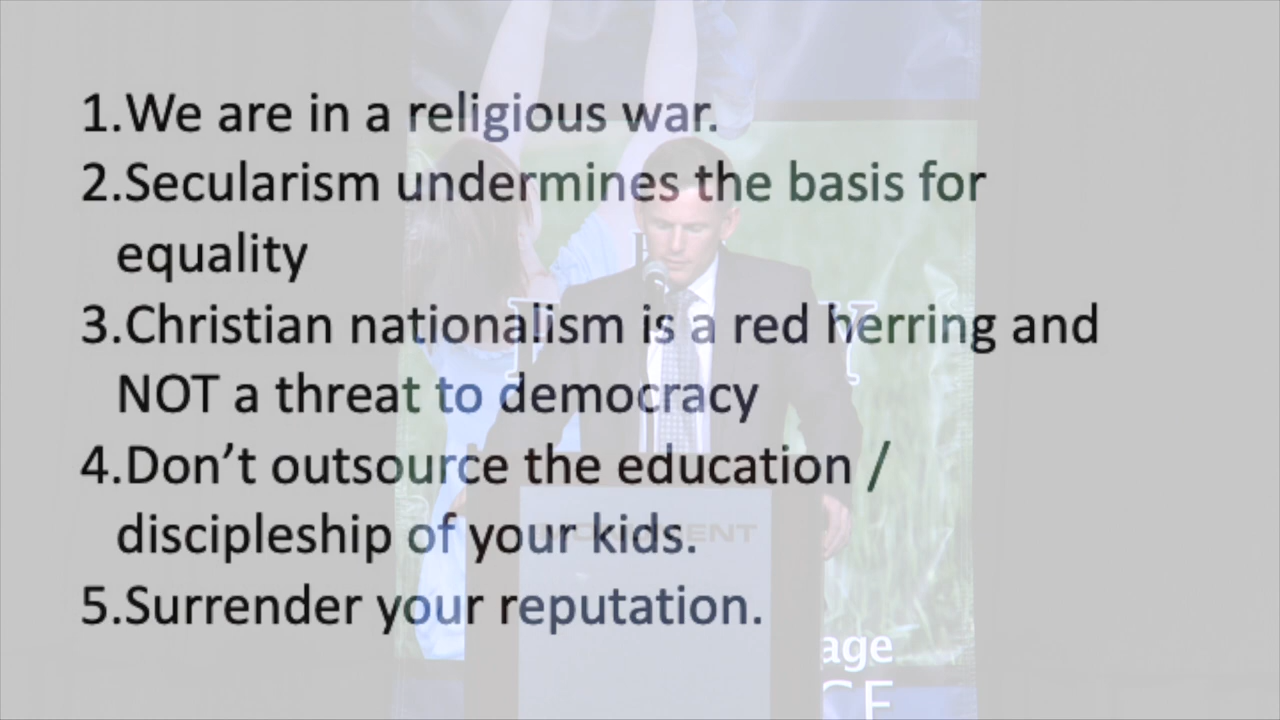 1.We are in a religious war.
2.Secularism undermines the basis for
equality
3.Christian nationalism is a red herring and
NOT a threat to democracy
4.Don’t outsource the education /
discipleship of your kids.
5.Surrender your reputation.
age